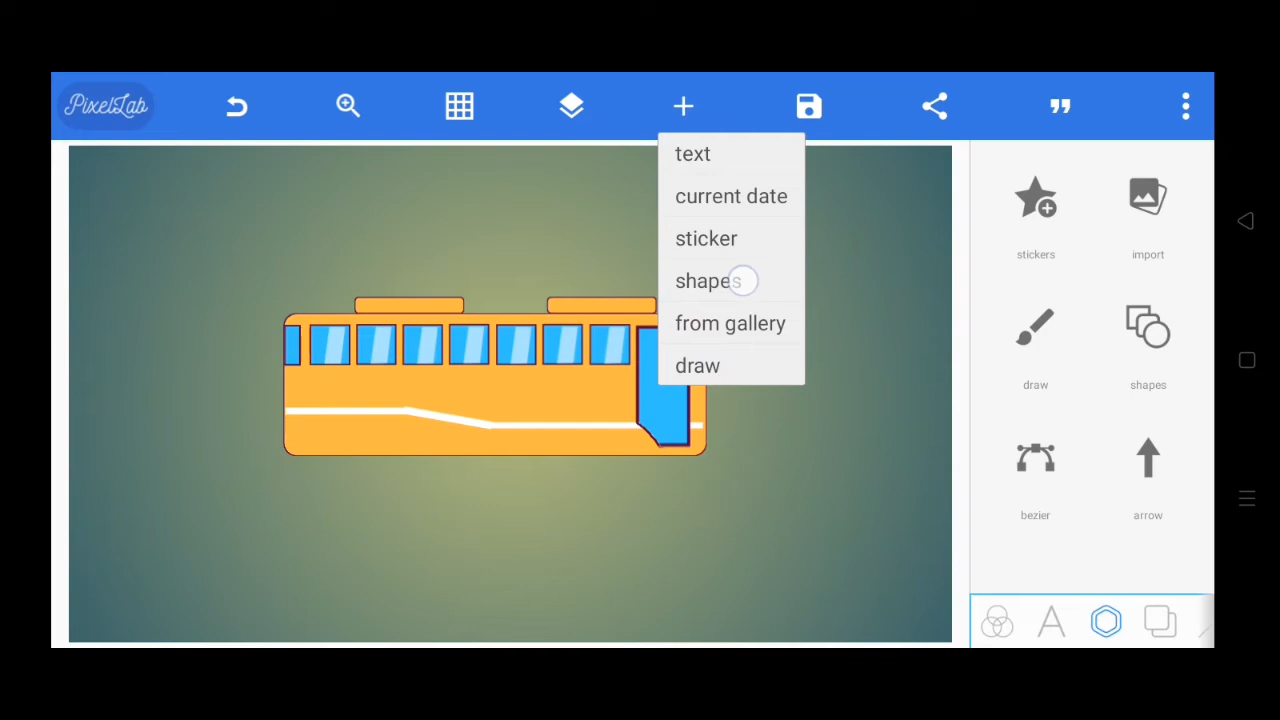 PixelLab
text
current date
sticker
shapes
from gallery
draw
stickers
import
draw
shapes
bezier
arrow